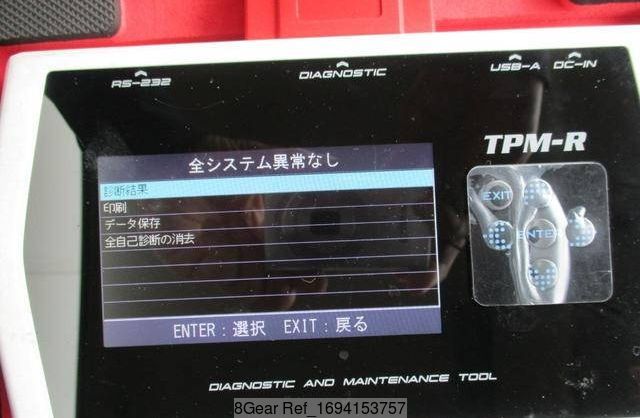 RS-232
DIAGNOSTIC
USB-A DC-IN
TPM-R
全システム異常なし
診断結果
印刷
データ保存
全自己診断の消去
EXIT
ENTER
ENTER：選択 EXIT：戻る
DIAGNOSTIC AND MAINTENANCE TOOL
8Gear Ref_1694153757